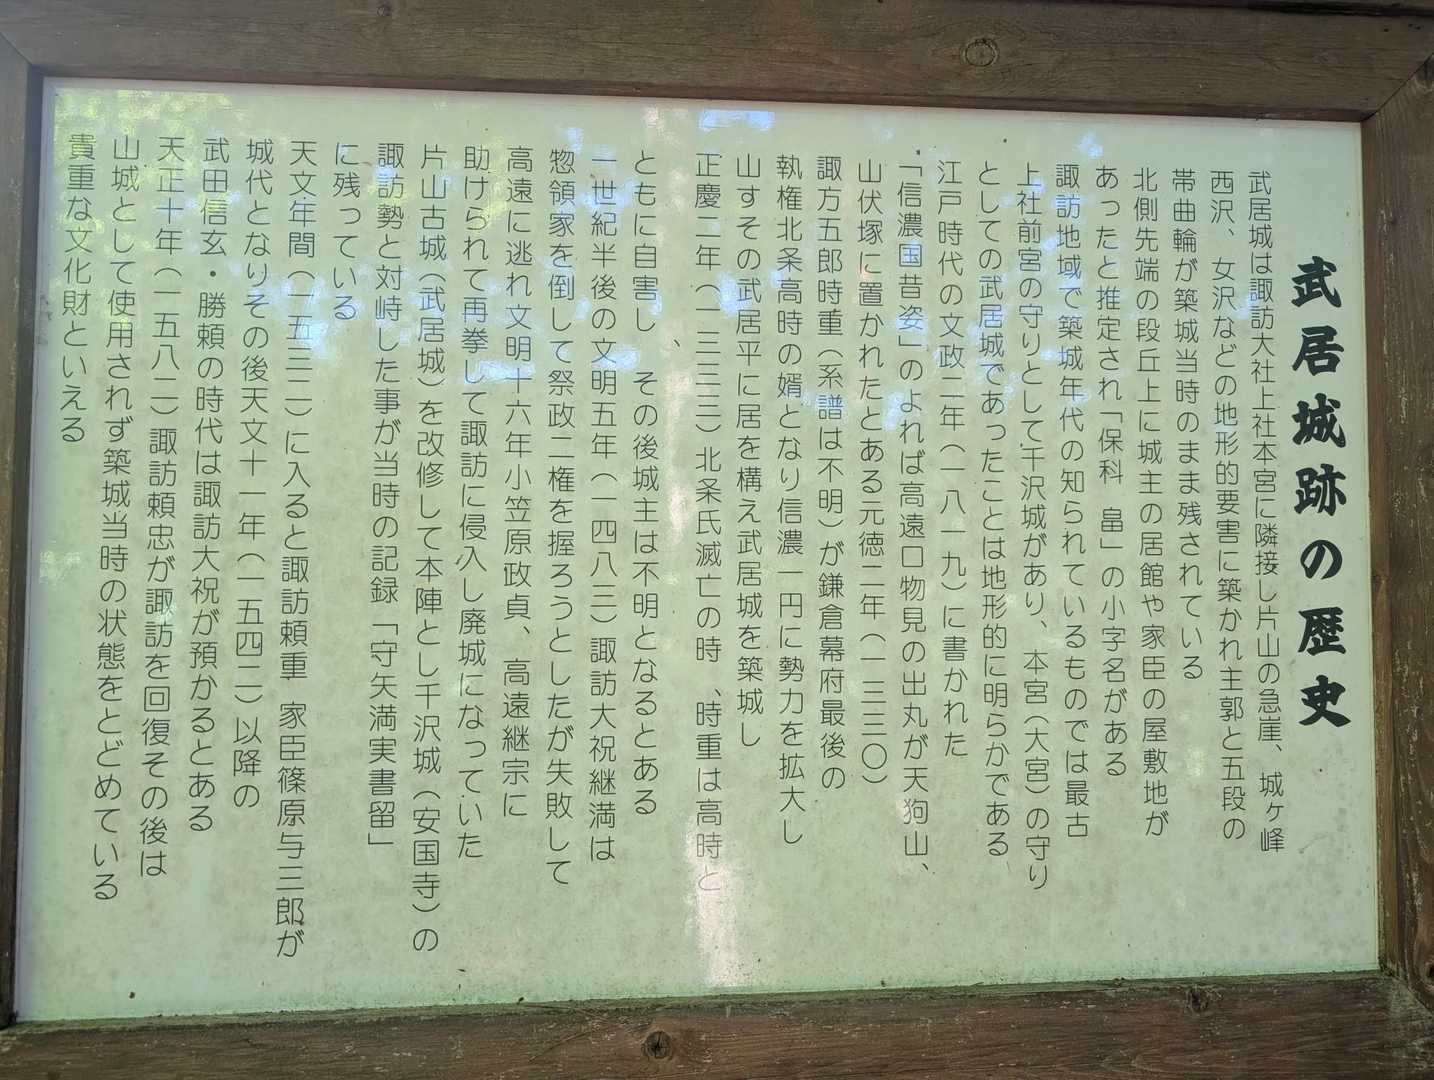 武居城跡の歴史
武居城は諏訪大社上社本宮に隣接し片山の急崖、城ヶ峰
西沢、女沢などの地形的要害に築かれ主郭と五段の
帯曲輪が築城当時のまま残されている
北側先端の段丘上に城主の居館や家臣の屋敷地が
あったと推定され「保科 畠」の小字名がある
諏訪地域で築城年代の知られているものでは最古
上社前宮の守りとして干沢城があり、本宮(大宮)の守り
としての武居城であったことは地形的に明らかである
江戸時代の文政二年(一八一九)に書かれた
「信濃国昔姿」のよれば高遠口物見の出丸が天狗山、
山伏塚に置かれたとある元徳二年(一三三〇)
諏方五郎時重(系譜は不明)が鎌倉幕府最後の
執権北条高時の婿となり信濃一円に勢力を拡大し
山すその武居平に居を構え武居城を築城し
正慶二年(一三三三)北条氏滅亡の時、時重は高時と
ともに自害し、その後城主は不明となるとある
一世紀半後の文明五年(一四八三)諏訪大祝継満は
惣領家を倒して祭政二権を握ろうとしたが失敗して
高遠に逃れ文明十六年小笠原政貞、高遠継宗に
助けられて再拳して諏訪に侵入し廃城になっていた
片山古城(武居城)を改修して本陣とし干沢城(安国寺)の
諏訪勢と対峙した事が当時の記録「守矢満実書留」
に残っている
天文年間(一五三二)に入ると諏訪頼重 家臣篠原与三郎が
城代となりその後天文十一年(一五四二)以降の
武田信玄・勝頼の時代は諏訪大祝が預かるとある
天正十年(一五八二)諏訪頼忠が諏訪を回復その後は
山城として使用されず築城当時の状態をとどめている
貴重な文化財といえる